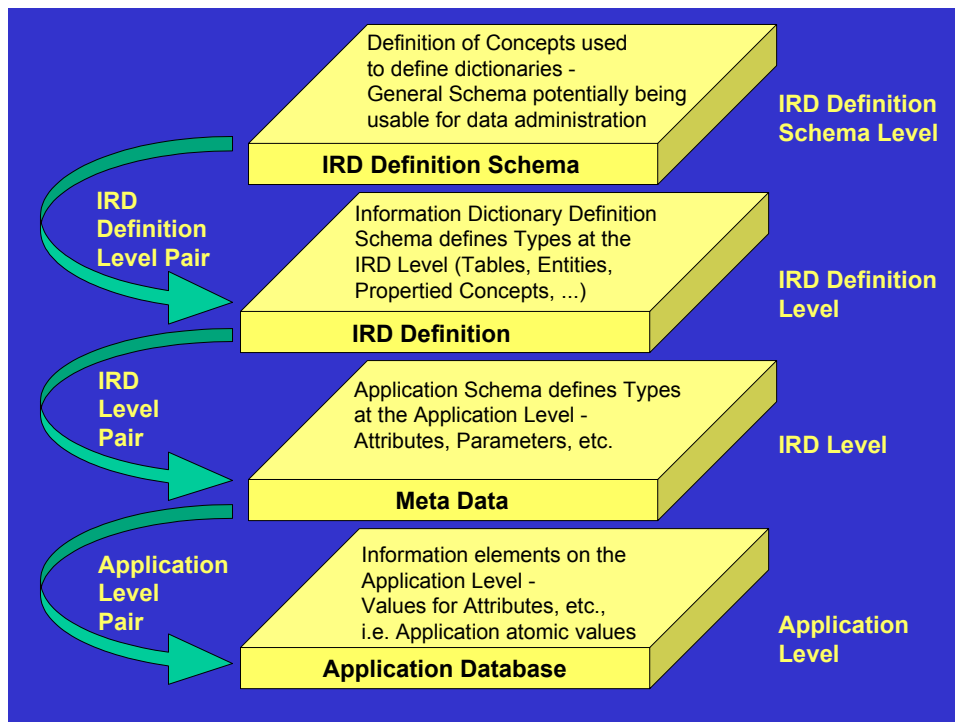 Definition of Concepts used
to define dictionaries -
General Schema potentially being
usable for data administration
IRD Definition Schema
IRD Definition
Schema Level
IRD
Definition
Level Pair
Information Dictionary Definition
Schema defines Types at the
IRD Level (Tables, Entities,
Propertied Concepts, ...)
IRD Definition
IRD Definition
Level
IRD
Level
Pair
Application Schema defines Types
at the Application Level -
Attributes, Parameters, etc.
Meta Data
IRD Level
Application
Level
Pair
Information elements on the
Application Level -
Values for Attributes, etc.,
i.e. Application atomic values
Application Database
Application
Level